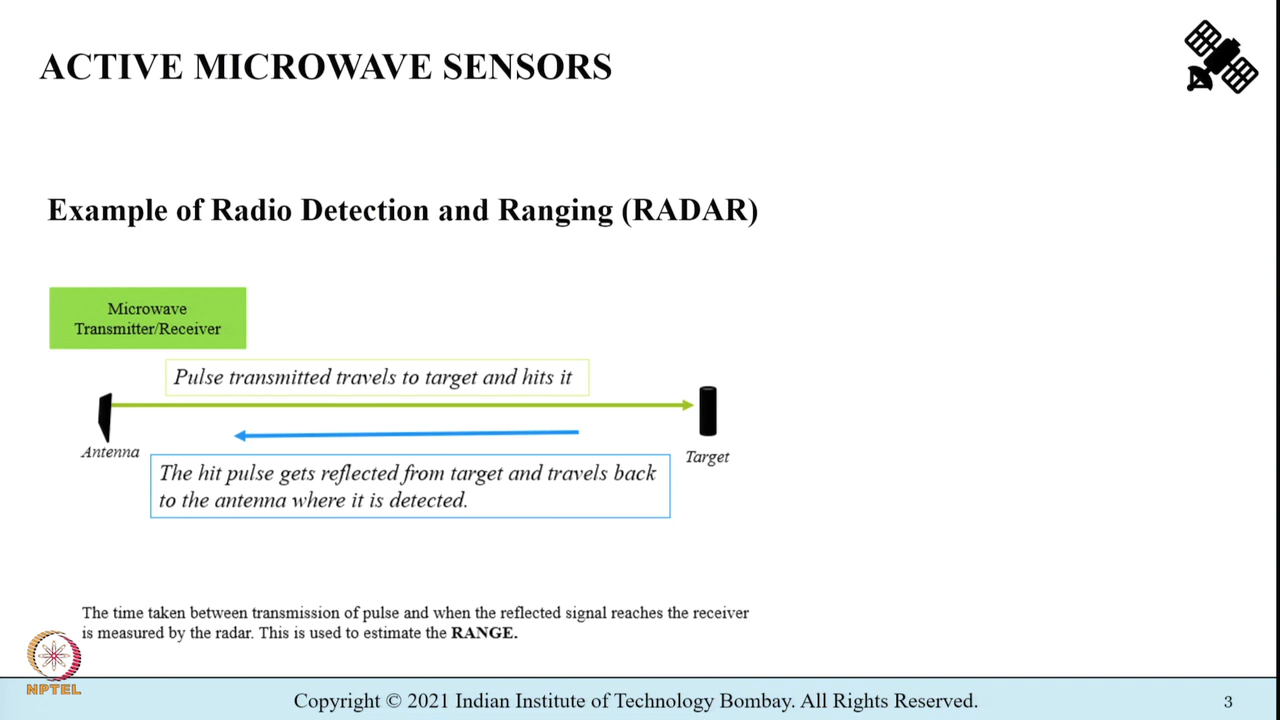 ACTIVE MICROWAVE SENSORS
Example of Radio Detection and Ranging (RADAR)
Microwave
Transmitter/Receiver
Pulse transmitted travels to target and hits it
Antenna
Target
The hit pulse gets reflected from target and travels back
to the antenna where it is detected.
The time taken between transmission of pulse and when the reflected signal reaches the receiver
is measured by the radar. This is used to estimate the RANGE.
NPTEL
Copyright © 2021 Indian Institute of Technology Bombay. All Rights Reserved.
3